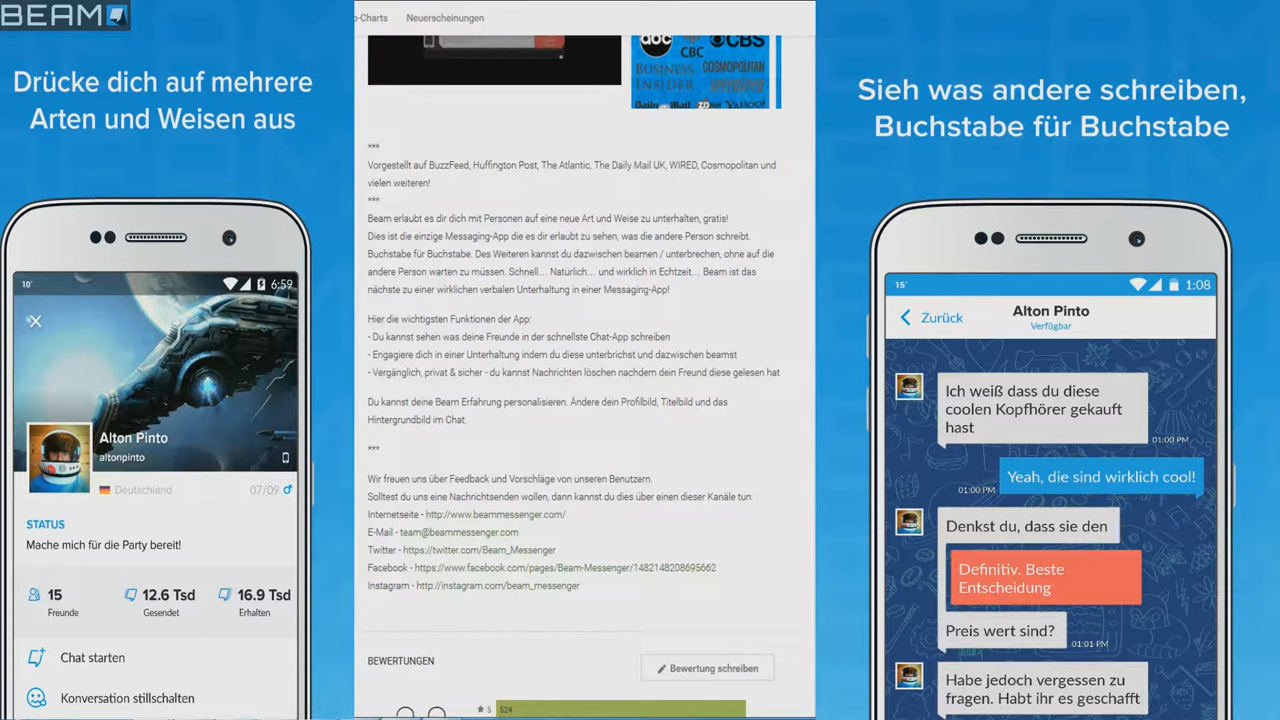 BEAM
Drücke dich auf mehrere
Arten und Weisen aus
10°
6:59
Alton Pinto
altonpinto
Deutschland
07/09
STATUS
Mache mich für die Party bereit!
15
Freunde
12.6 Tsd
Gesendet
16.9 Tsd
Erhalten
Chat starten
Konversation stillschalten
-Charts
Neuerscheinungen
abc
CBC
CBS
BUSINESS
INSIDER
COSMOPOLITAN
Daily Mail
YAHOO!
***
Vorgestellt auf BuzzFeed, Huffington Post, The Atlantic, The Daily Mail UK, WIRED, Cosmopolitan und
vielen weiteren!
***
Beam erlaubt es dir dich mit Personen auf eine neue Art und Weise zu unterhalten, gratis!
Dies ist die einzige Messaging-App die es dir erlaubt zu sehen, was die andere Person schreibt.
Buchstabe für Buchstabe. Des Weiteren kannst du dazwischen beamen / unterbrechen, ohne auf die
andere Person warten zu müssen. Schnell... Natürlich... und wirklich in Echtzeit... Beam ist das
nächste zu einer wirklichen verbalen Unterhaltung in einer Messaging-App!
Hier die wichtigsten Funktionen der App:
- Du kannst sehen was deine Freunde in der schnellste Chat-App schreiben
- Engagiere dich in einer Unterhaltung indem du diese unterbrichst und dazwischen beamst
- Vergänglich, privat & sicher - du kannst Nachrichten löschen nachdem dein Freund diese gelesen hat
Du kannst deine Beam Erfahrung personalisieren. Ändere dein Profilbild, Titelbild und das
Hintergrundbild im Chat.
***
Wir freuen uns über Feedback und Vorschläge von unseren Benutzern.
Solltest du uns eine Nachrichtsenden wollen, dann kannst du dies über einen dieser Kanäle tun:
Internetseite - http://www.beammessenger.com/
E-Mail - team@beammessenger.com
Twitter - https://twitter.com/Beam_Messenger
Facebook - https://www.facebook.com/pages/Beam-Messenger/1482148208695662
Instagram - http://instagram.com/beam_messenger
BEWERTUNGEN
Bewertung schreiben
★ 5
524
Sieh was andere schreiben,
Buchstabe für Buchstabe
15°
1:08
Zurück
Alton Pinto
Verfügbar
Ich weiß dass du diese
coolen Kopfhörer gekauft
hast
01:00 PM
Yeah, die sind wirklich cool!
01:00 PM
Denkst du, dass sie den
Definitiv. Beste
Entscheidung
Preis wert sind?
01:01 PM
Habe jedoch vergessen zu
fragen. Habt ihr es geschafft